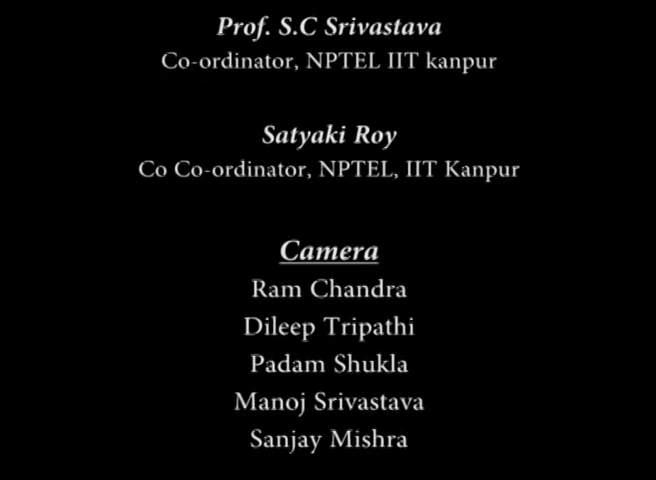 Prof. S.C Srivastava
Co-ordinator, NPTEL IIT kanpur
Satyaki Roy
Co Co-ordinator, NPTEL, IIT Kanpur
Camera
Ram Chandra
Dileep Tripathi
Padam Shukla
Manoj Srivastava
Sanjay Mishra